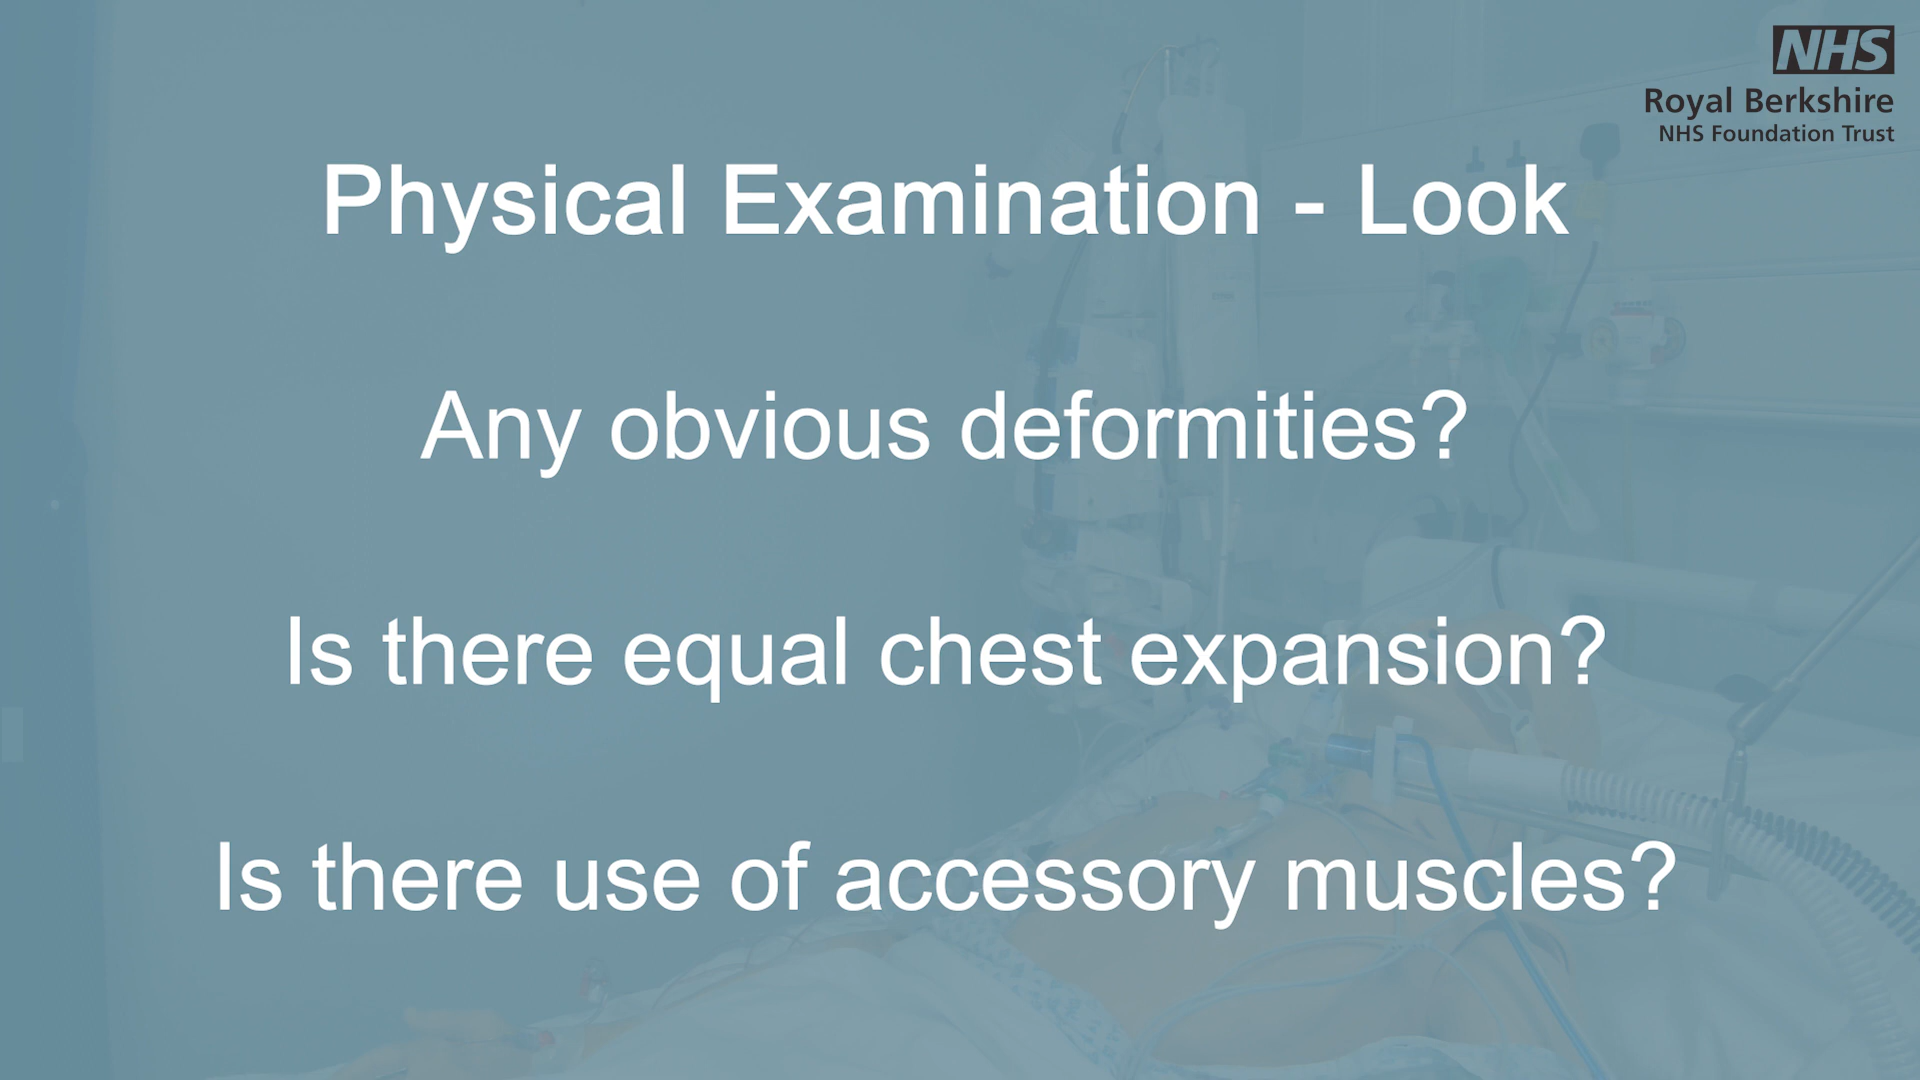 NHS
Royal Berkshire
NHS Foundation Trust
Physical Examination - Look
Any obvious deformities?
Is there equal chest expansion?
Is there use of accessory muscles?